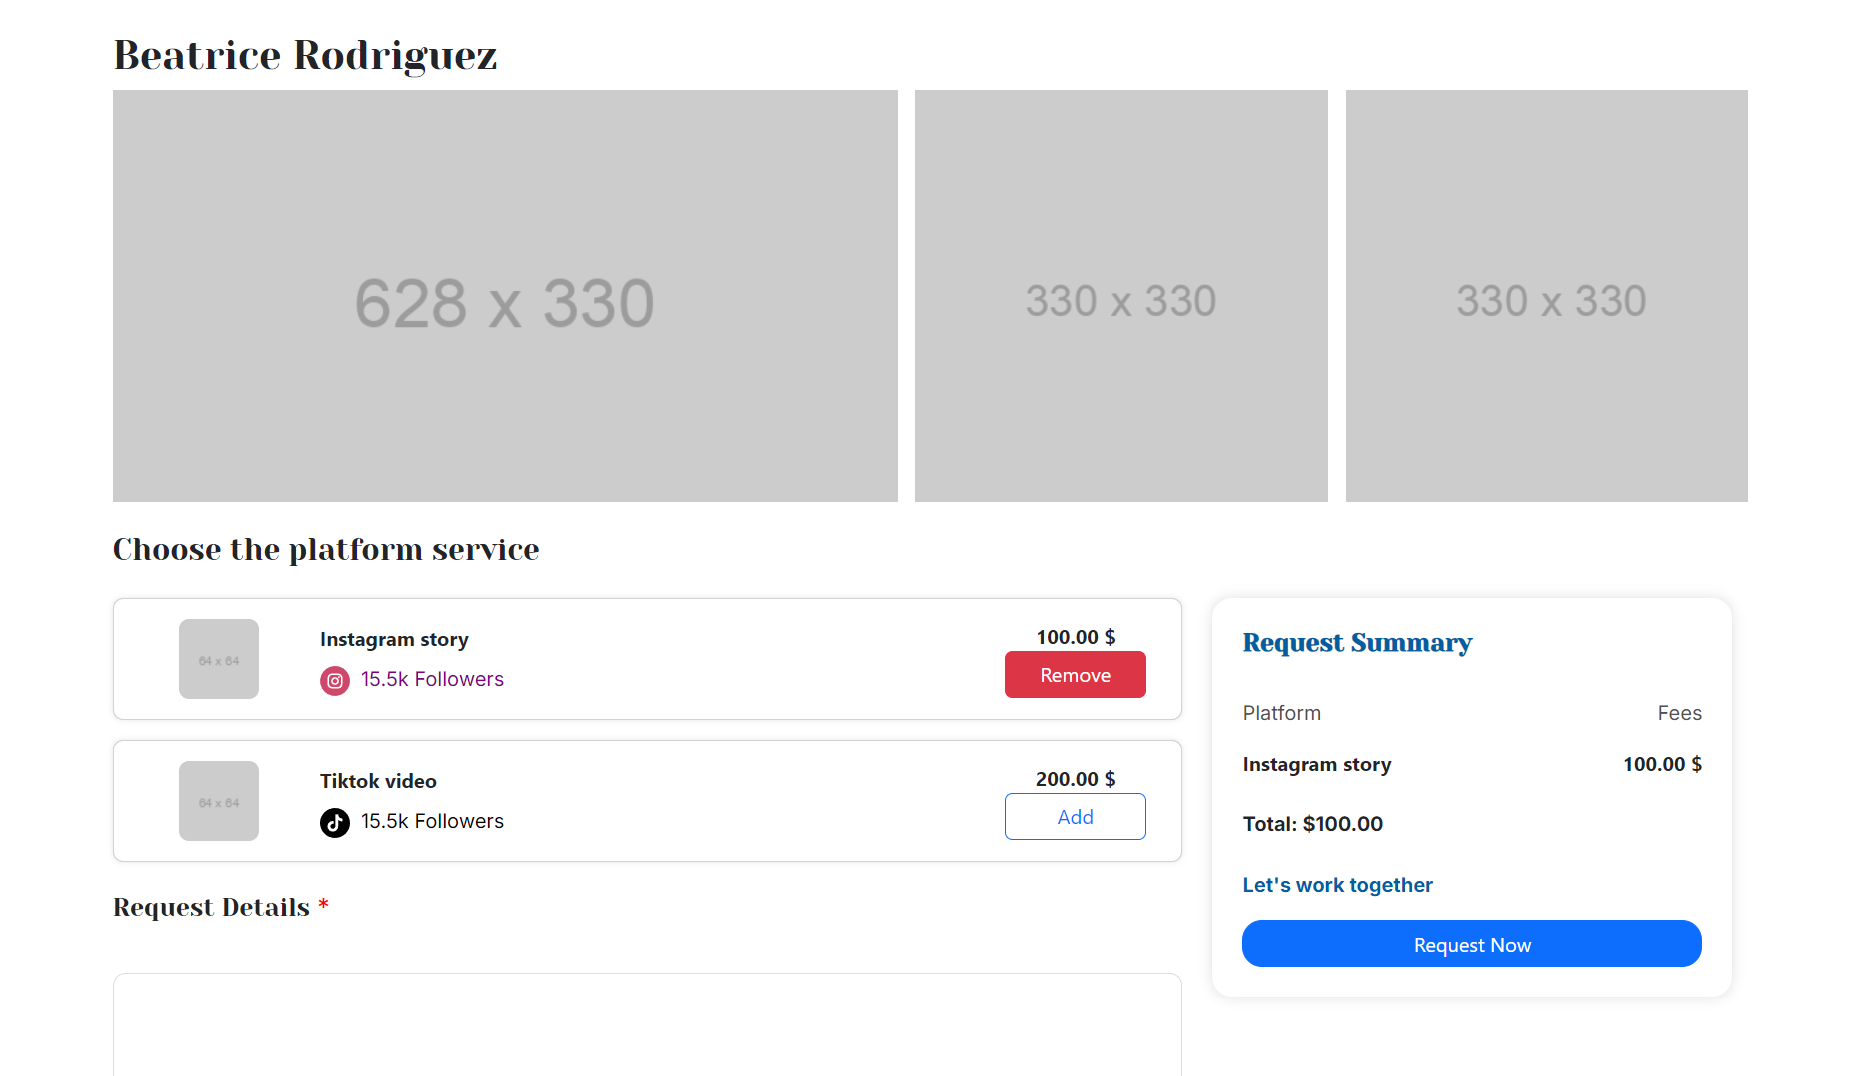 Beatrice Rodriguez
628 x 330
330 x 330
330 x 330
Choose the platform service
64 x 64
Instagram story
15.5k Followers
100.00 $
Remove
64 x 64
Tiktok video
15.5k Followers
200.00 $
Add
Request Details *
Request Summary
Platform Fees
Instagram story 100.00 $
Total: $100.00
Let's work together
Request Now